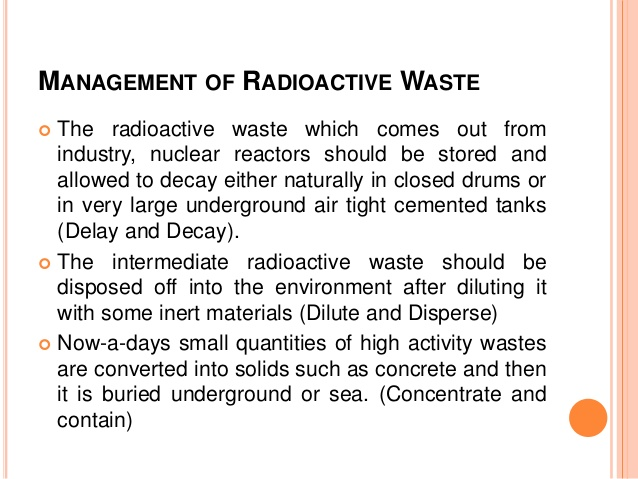 MANAGEMENT OF RADIOACTIVE WASTE
The radioactive waste which comes out from
industry, nuclear reactors should be stored and
allowed to decay either naturally in closed drums or
in very large underground air tight cemented tanks
(Delay and Decay).
The intermediate radioactive waste should be
disposed off into the environment after diluting it
with some inert materials (Dilute and Disperse)
Now-a-days small quantities of high activity wastes
are converted into solids such as concrete and then
it is buried underground or sea. (Concentrate and
contain)